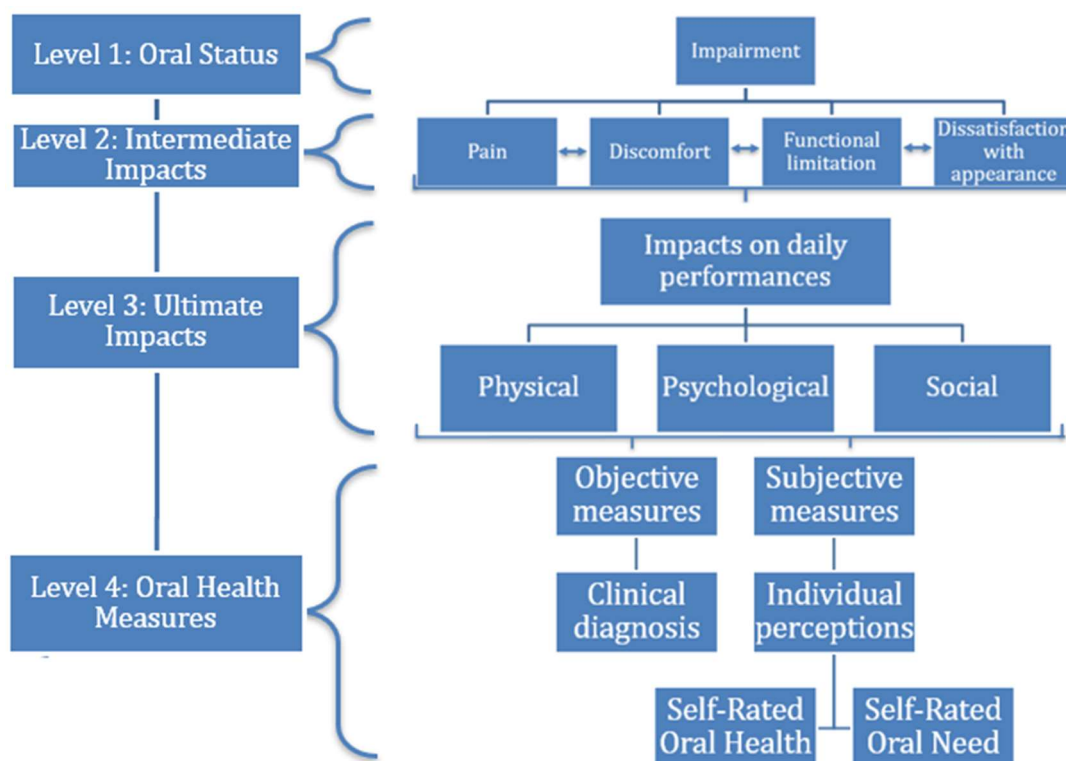 Level 1: Oral Status
Impairment
Level 2: Intermediate
Impacts
Pain
Discomfort
Functional
limitation
Dissatisfaction
with
appearance
Level 3: Ultimate
Impacts
Impacts on daily
performances
Physical
Psychological
Social
Level 4: Oral Health
Measures
Objective
measures
Subjective
measures
Clinical
diagnosis
Individual
perceptions
Self-Rated
Oral Health
Self-Rated
Oral Need